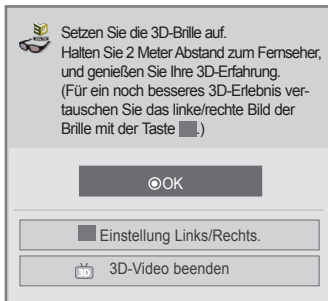 Setzen Sie die 3D-Brille auf.
Halten Sie 2 Meter Abstand zum Fernseher,
und genießen Sie Ihre 3D-Erfahrung.
(Für ein noch besseres 3D-Erlebnis ver-
tauschen Sie das linke/rechte Bild der
Brille mit der Taste .)
OK
Einstellung Links/Rechts.
3D 3D-Video beenden